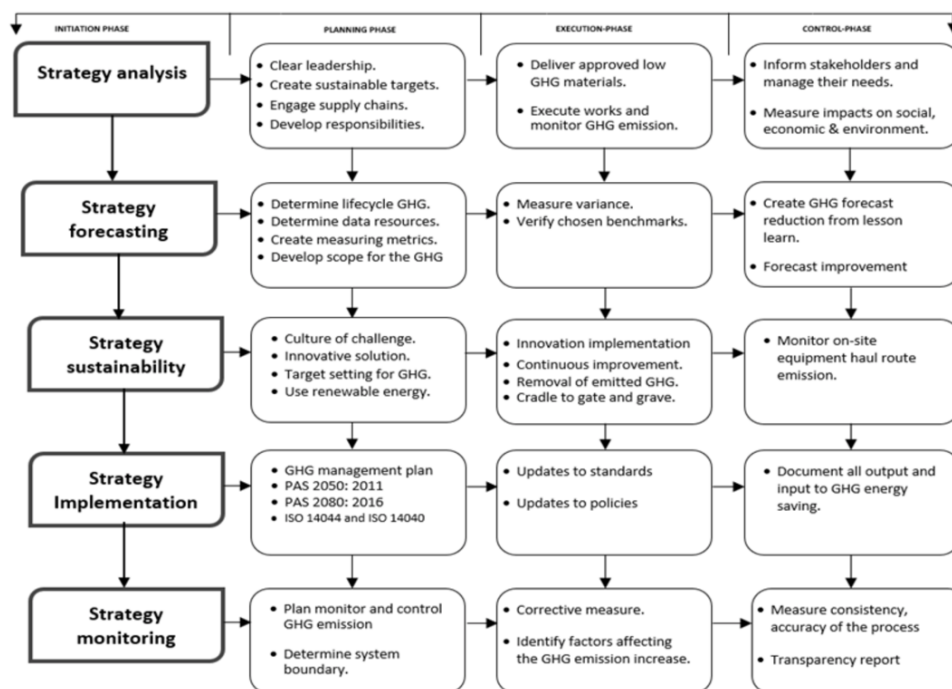 INITIATION PHASE
PLANNING PHASE
EXECUTION-PHASE
CONTROL-PHASE
Strategy analysis
• Clear leadership.
• Create sustainable targets.
• Engage supply chains.
• Develop responsibilities.
• Deliver approved low
GHG materials.
• Execute works and
monitor GHG emission.
• Inform stakeholders and
manage their needs.
• Measure impacts on social,
economic & environment.
Strategy
forecasting
• Determine lifecycle GHG.
• Determine data resources.
• Create measuring metrics.
• Develop scope for the GHG
• Measure variance.
• Verify chosen benchmarks.
• Create GHG forecast
reduction from lesson
learn.
• Forecast improvement
Strategy
sustainability
• Culture of challenge.
• Innovative solution.
• Target setting for GHG.
• Use renewable energy.
• Innovation implementation
• Continuous improvement.
• Removal of emitted GHG.
• Cradle to gate and grave.
• Monitor on-site
equipment haul route
emission.
Strategy
Implementation
• GHG management plan
• PAS 2050: 2011
• PAS 2080: 2016
• ISO 14044 and ISO 14040
• Updates to standards
• Updates to policies
• Document all output and
input to GHG energy
saving.
Strategy
monitoring
• Plan monitor and control
GHG emission
• Determine system
boundary.
• Corrective measure.
• Identify factors affecting
the GHG emission increase.
• Measure consistency,
accuracy of the process
• Transparency report